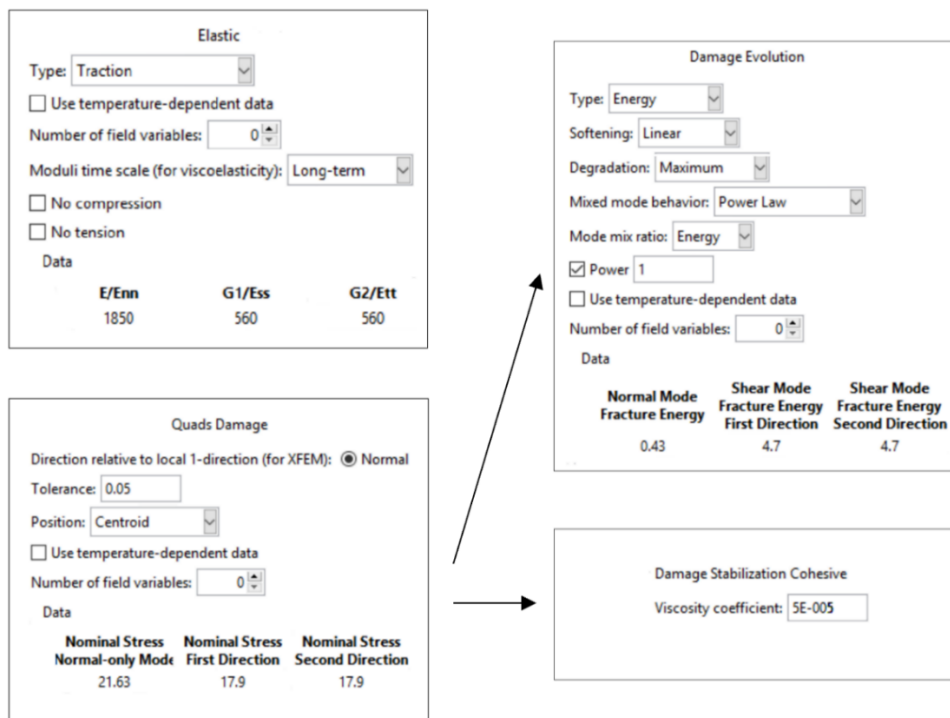 Elastic
Type: Traction
Use temperature-dependent data
Number of field variables: 0
Moduli time scale (for viscoelasticity): Long-term
No compression
No tension
Data
E/Enn G1/Ess G2/Ett
1850 560 560
Quads Damage
Direction relative to local 1-direction (for XFEM): Normal
Tolerance: 0.05
Position: Centroid
Use temperature-dependent data
Number of field variables: 0
Data
Nominal Stress Nominal Stress Nominal Stress
Normal-only Mode First Direction Second Direction
21.63 17.9 17.9
Damage Evolution
Type: Energy
Softening: Linear
Degradation: Maximum
Mixed mode behavior: Power Law
Mode mix ratio: Energy
Power 1
Use temperature-dependent data
Number of field variables: 0
Data
Normal Mode Shear Mode Shear Mode
Fracture Energy Fracture Energy Fracture Energy
First Direction Second Direction
0.43 4.7 4.7
Damage Stabilization Cohesive
Viscosity coefficient: 5E-005